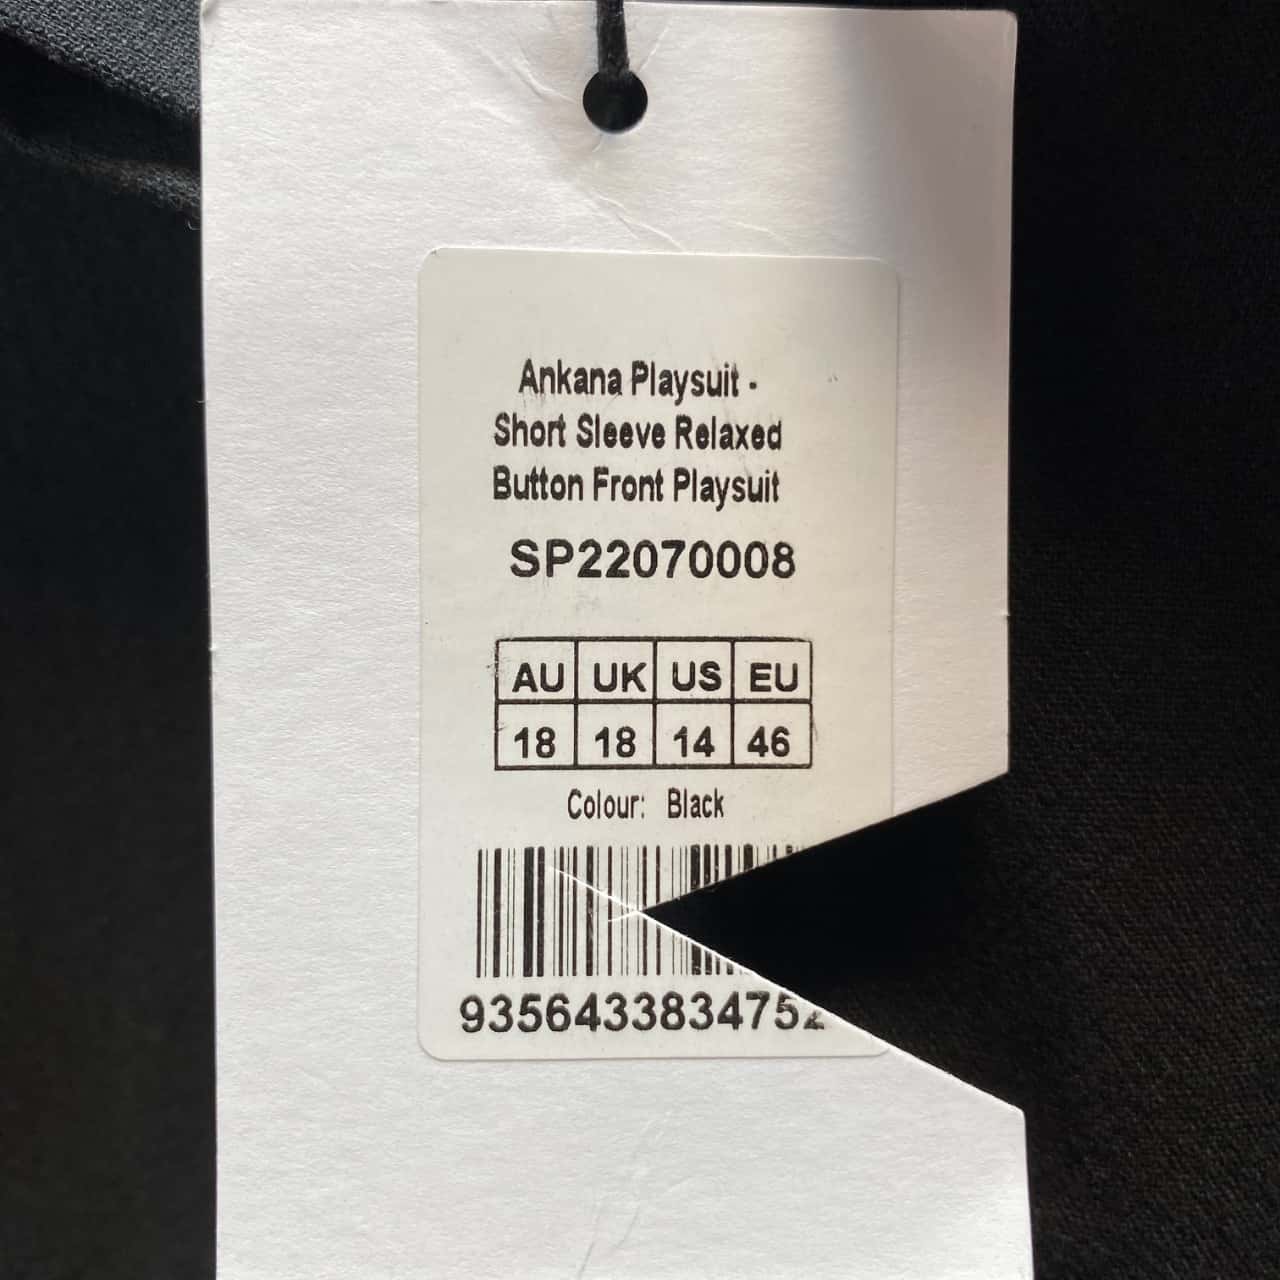 Ankana Playsuit -
Short Sleeve Relaxed
Button Front Playsuit
SP22070008
AU UK US EU
18 18 14 46
Colour: Black
9356433834752